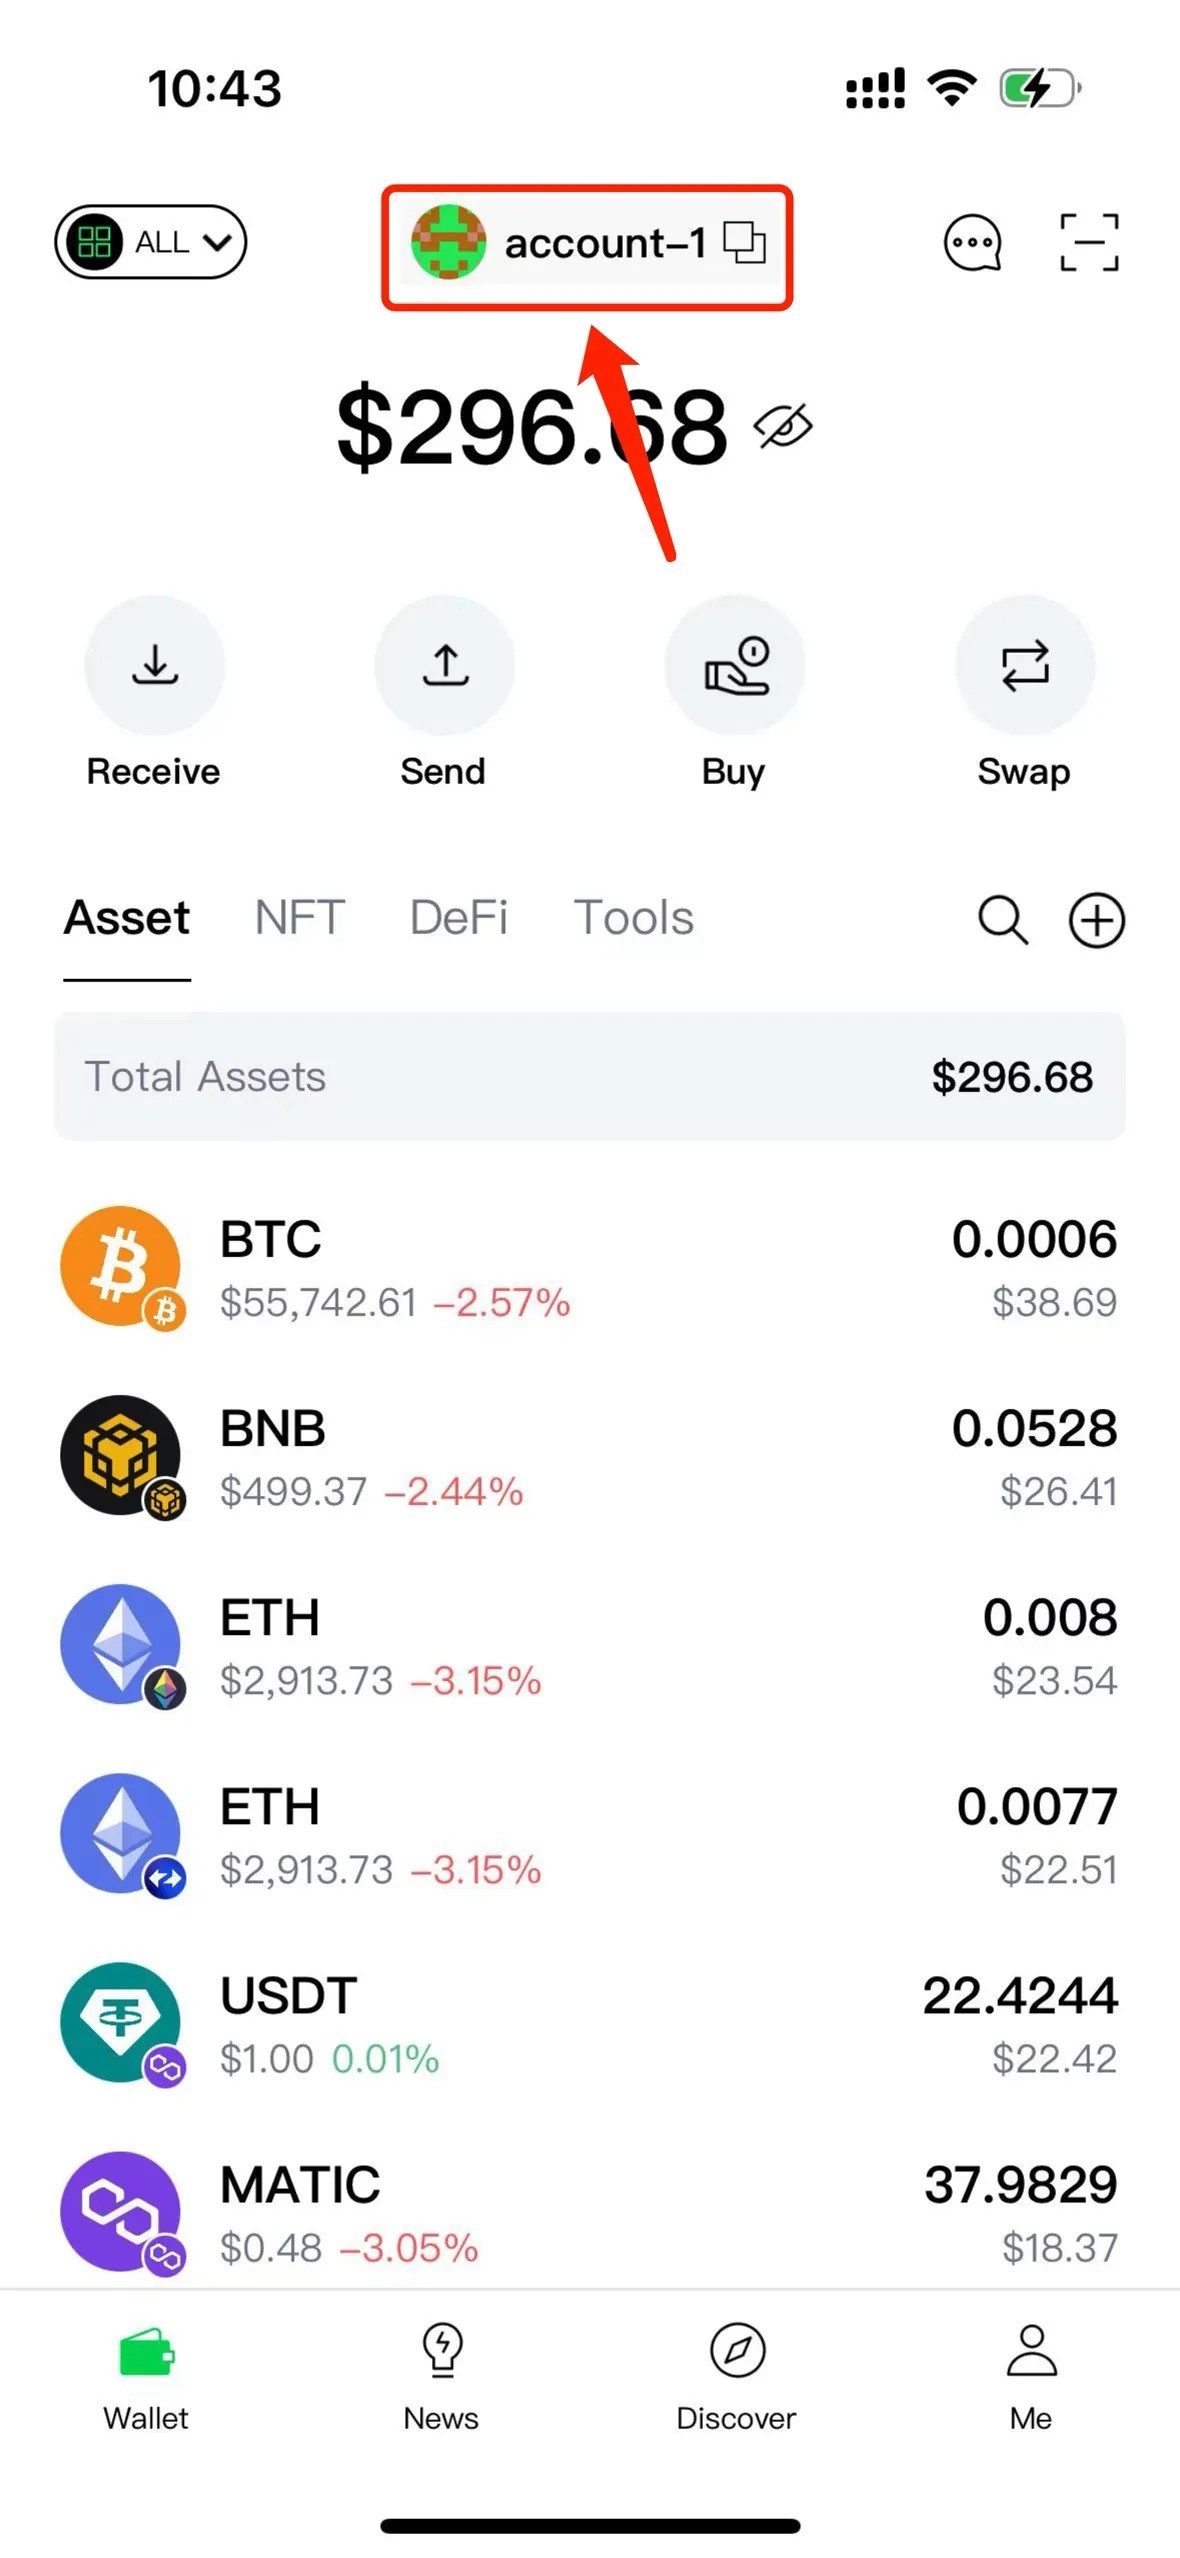 10:43
ALL account-1
$296.68
Receive Send Buy Swap
Asset NFT DeFi Tools
Total Assets $296.68
BTC 0.0006
$55,742.61 -2.57% $38.69
BNB 0.0528
$499.37 -2.44% $26.41
ETH 0.008
$2,913.73 -3.15% $23.54
ETH 0.0077
$2,913.73 -3.15% $22.51
USDT 22.4244
$1.00 0.01% $22.42
MATIC 37.9829
$0.48 -3.05% $18.37
Wallet News Discover Me